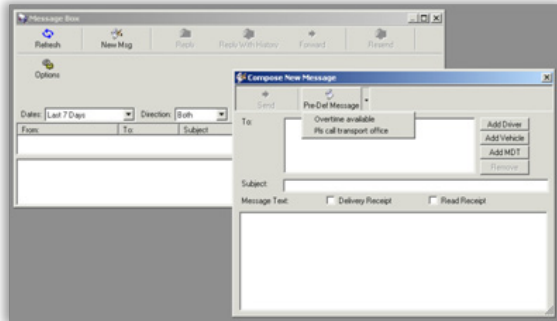 Message Box
Refresh New Msg Reply Reply With History Forward Resend
Options
Dates: Last 7 Days Direction: Both
From: To: Subject
Compose New Message
Send Pre-Def Message
Overtime available
Pls call transport office
To:
Add Driver
Add Vehicle
Add MDT
Remove
Subject:
Message Text: Delivery Receipt Read Receipt